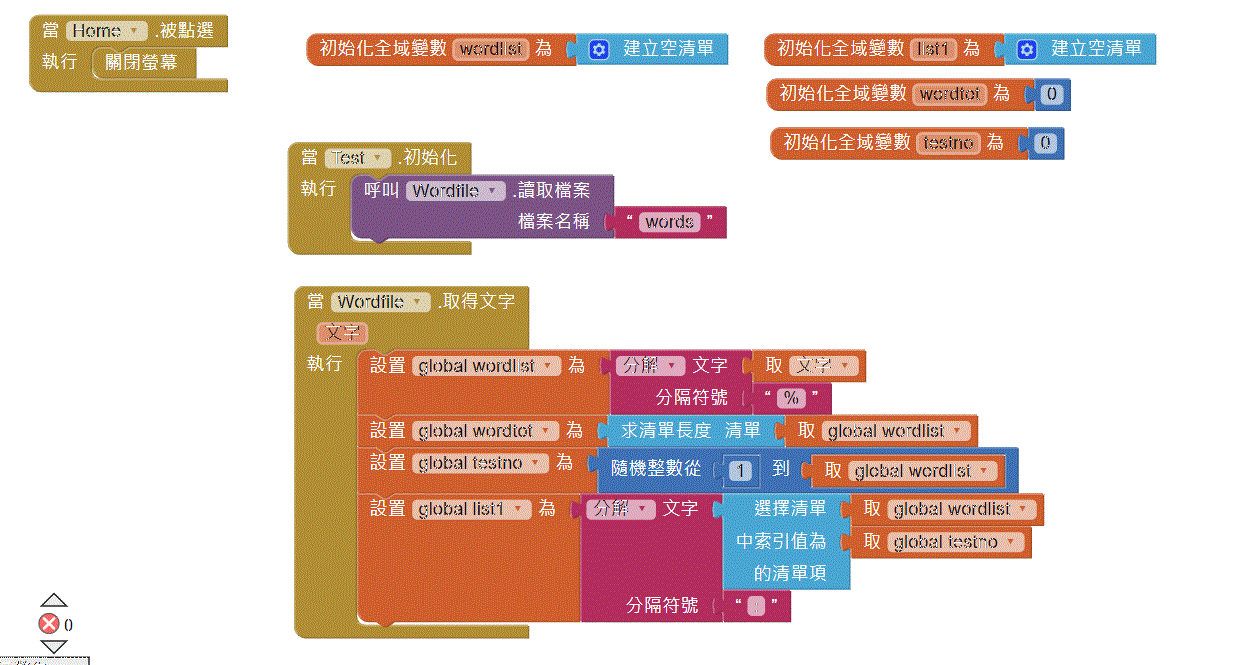 當 Home .被點選
執行 關閉螢幕
初始化全域變數 wordlist 為 建立空清單
初始化全域變數 list1 為 建立空清單
初始化全域變數 wordtot 為 0
初始化全域變數 testno 為 0
當 Test .初始化
執行 呼叫 Wordfile .讀取檔案
檔案名稱 “ words ”
當 Wordfile .取得文字
文字
執行 設置 global wordlist 為 分解 文字 取 文字
分隔符號 “ % ”
設置 global wordtot 為 求清單長度 清單 取 global wordlist
設置 global testno 為 隨機整數從 1 到 取 global wordlist
設置 global list1 為 分解 文字 選擇清單 取 global wordlist
中索引值為 取 global testno
的清單項
分隔符號 “ ”
0